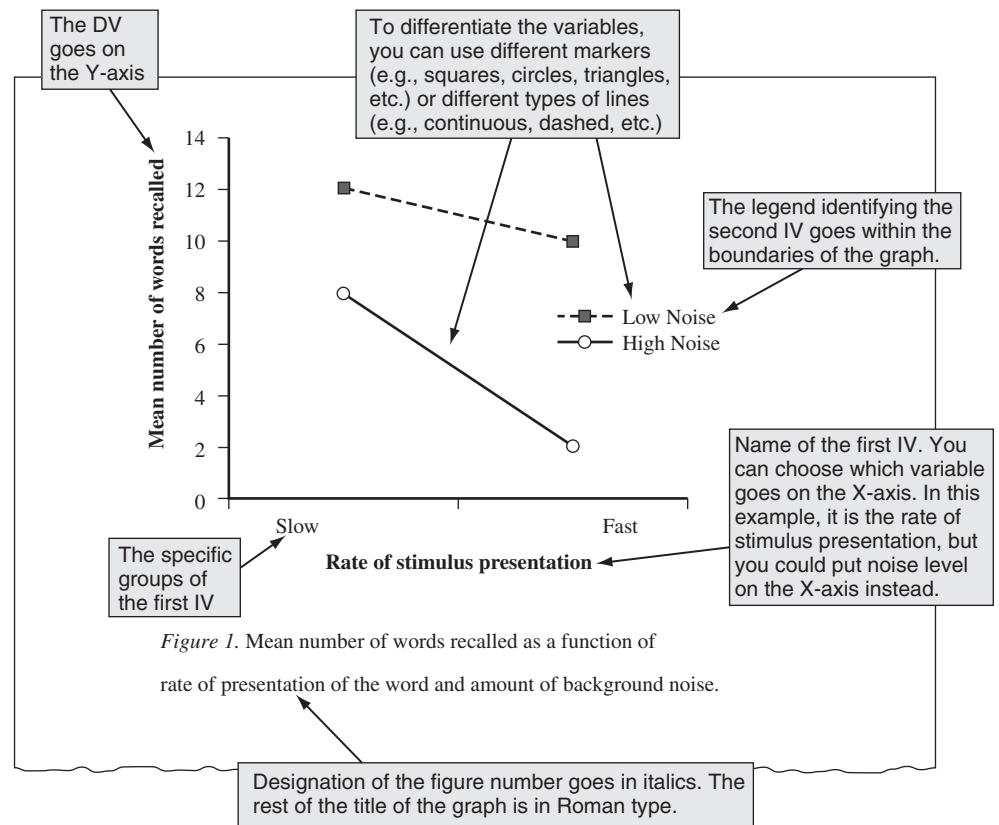 The DV
goes on
the Y-axis
To differentiate the variables,
you can use different markers
(e.g., squares, circles, triangles,
etc.) or different types of lines
(e.g., continuous, dashed, etc.)
Mean number of words recalled
14
12
10
8
6
4
2
0
The legend identifying the
second IV goes within the
boundaries of the graph.
Low Noise
High Noise
Slow
Fast
Rate of stimulus presentation
The specific
groups of
the first IV
Name of the first IV. You
can choose which variable
goes on the X-axis. In this
example, it is the rate of
stimulus presentation, but
you could put noise level
on the X-axis instead.
Figure 1. Mean number of words recalled as a function of
rate of presentation of the word and amount of background noise.
Designation of the figure number goes in italics. The
rest of the title of the graph is in Roman type.